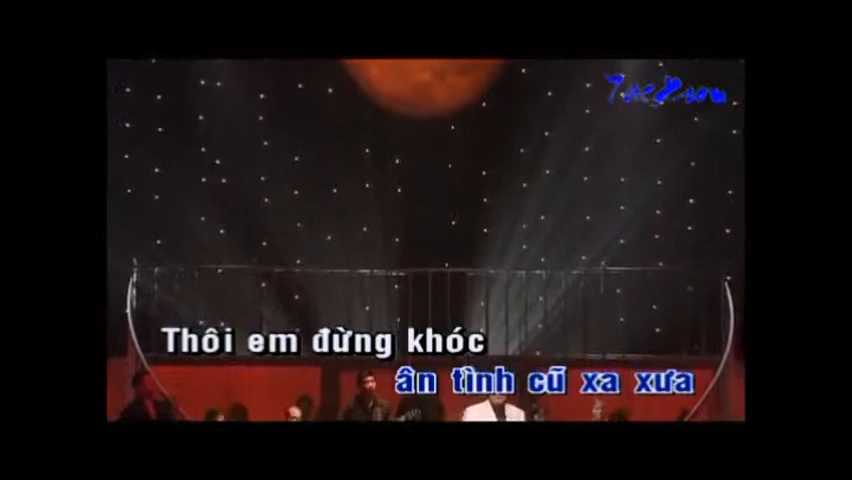 Thôi em đừng khóc
ân tình cũ xa xưa